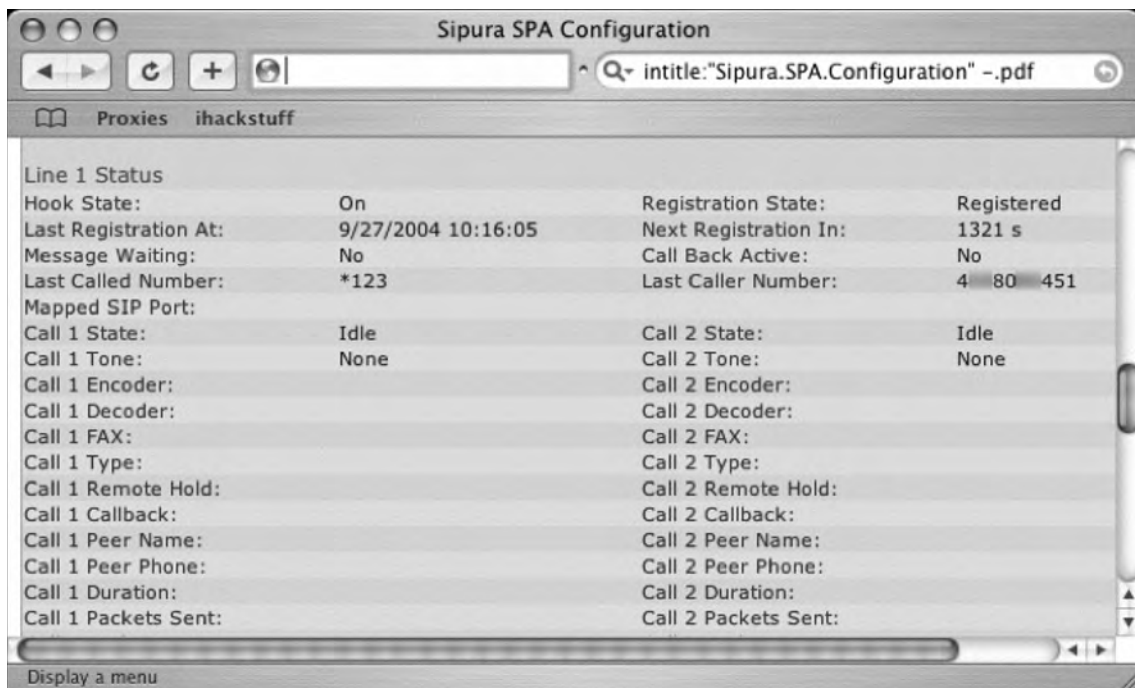 Sipura SPA Configuration
intitle:"Sipura.SPA.Configuration" -.pdf
Proxies ihackstuff
Line 1 Status
Hook State: On Registration State: Registered
Last Registration At: 9/27/2004 10:16:05 Next Registration In: 1321 s
Message Waiting: No Call Back Active: No
Last Called Number: *123 Last Caller Number: 4 80 451
Mapped SIP Port:
Call 1 State: Idle Call 2 State: Idle
Call 1 Tone: None Call 2 Tone: None
Call 1 Encoder: Call 2 Encoder:
Call 1 Decoder: Call 2 Decoder:
Call 1 FAX: Call 2 FAX:
Call 1 Type: Call 2 Type:
Call 1 Remote Hold: Call 2 Remote Hold:
Call 1 Callback: Call 2 Callback:
Call 1 Peer Name: Call 2 Peer Name:
Call 1 Peer Phone: Call 2 Peer Phone:
Call 1 Duration: Call 2 Duration:
Call 1 Packets Sent: Call 2 Packets Sent:
Display a menu